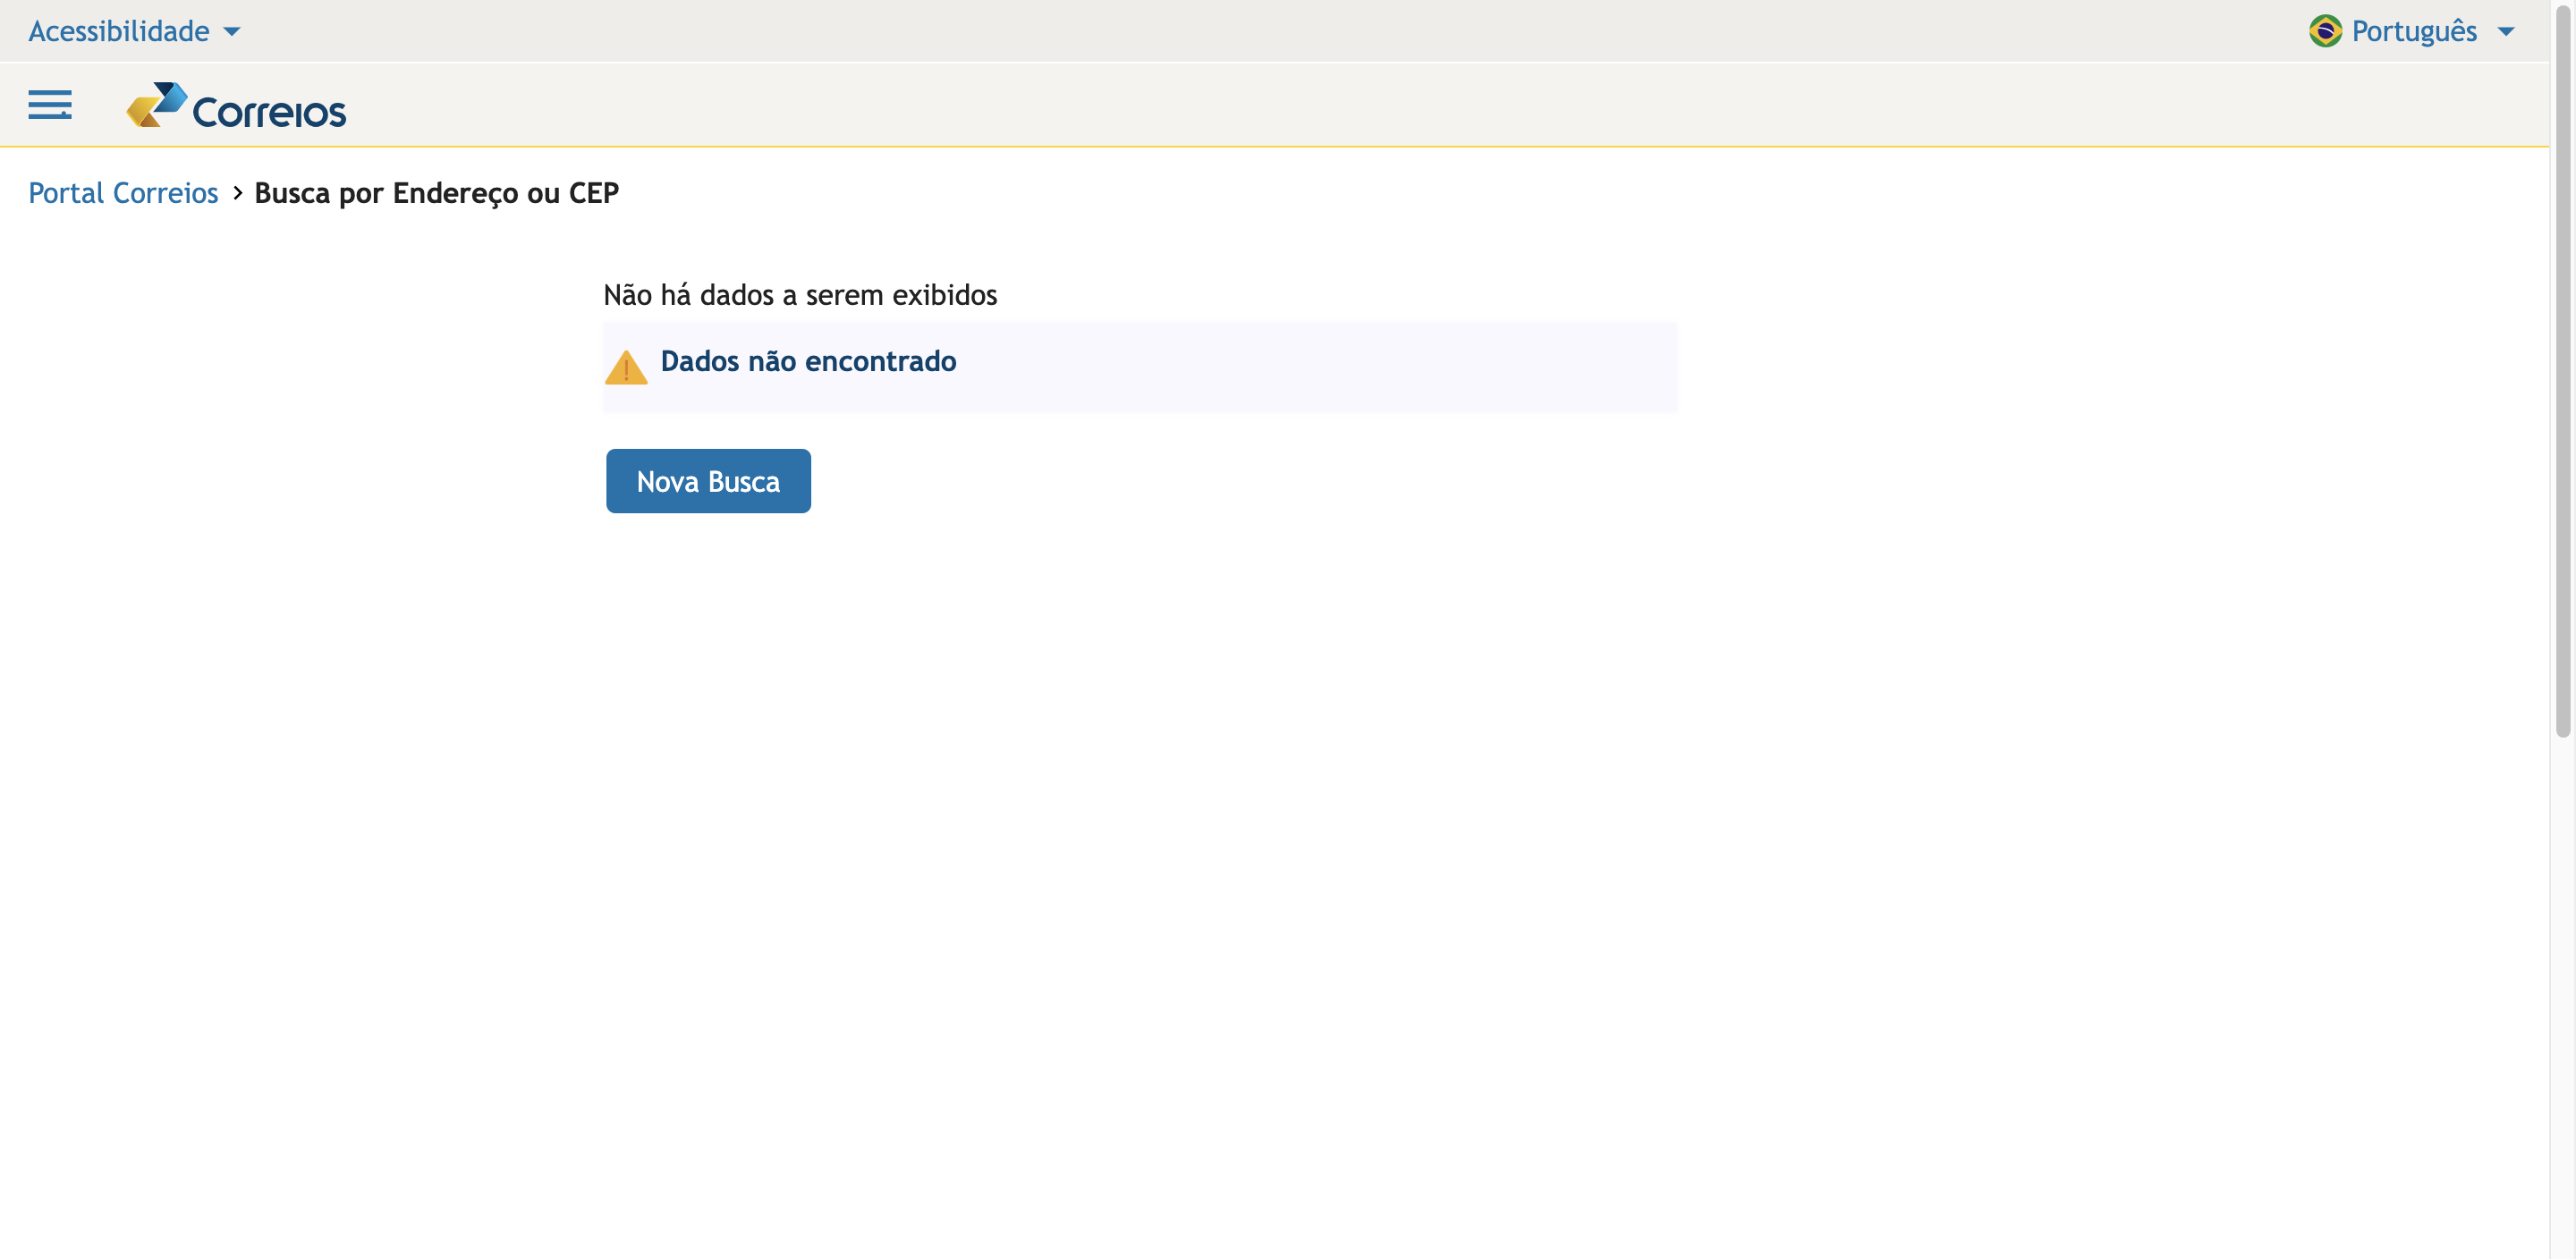 Acessibilidade
Português
Correios
Portal Correios > Busca por Endereço ou CEP
Não há dados a serem exibidos
Dados não encontrado
Nova Busca